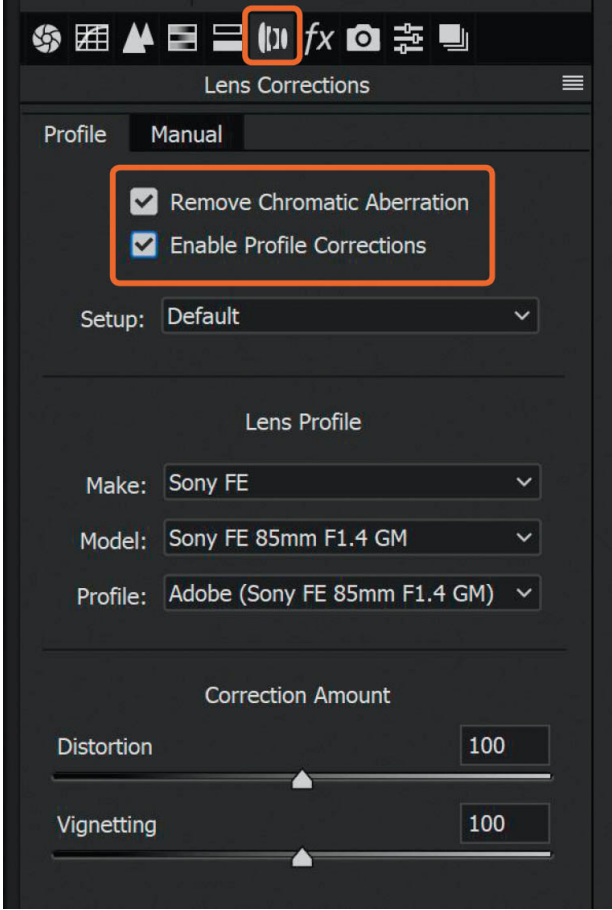 fx
Lens Corrections
Profile Manual
Remove Chromatic Aberration
Enable Profile Corrections
Setup: Default
Lens Profile
Make: Sony FE
Model: Sony FE 85mm F1.4 GM
Profile: Adobe (Sony FE 85mm F1.4 GM)
Correction Amount
Distortion 100
Vignetting 100